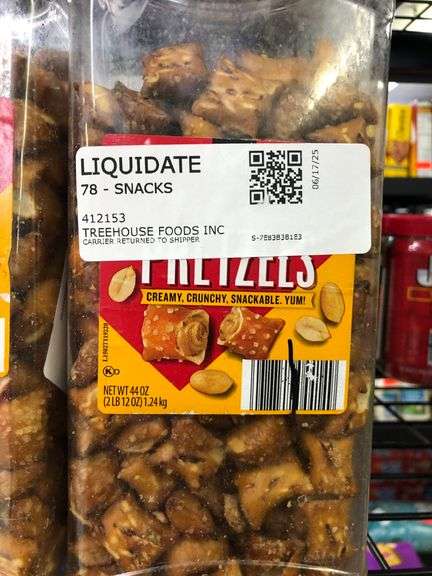 LIQUIDATE
78 - SNACKS
412153
TREEHOUSE FOODS INC
CARRIER RETURNED TO SHIPPER
S-7E83B3B1E3
06/17/25
PRETZELS
CREAMY, CRUNCHY, SNACKABLE. YUM!
NET WT 44 OZ
(2 LB 12 OZ) 1.24 kg